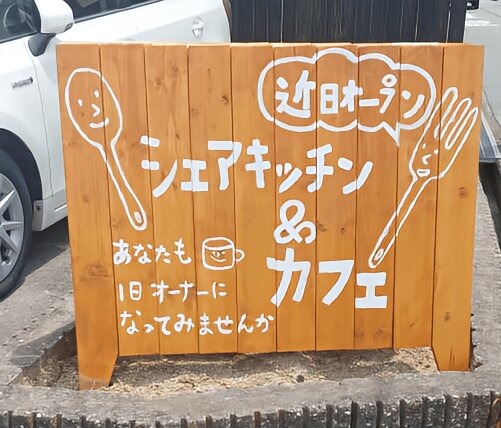 近日オープン
シェアキッチン
&
カフェ
あなたも
1日オーナーに
なってみませんか